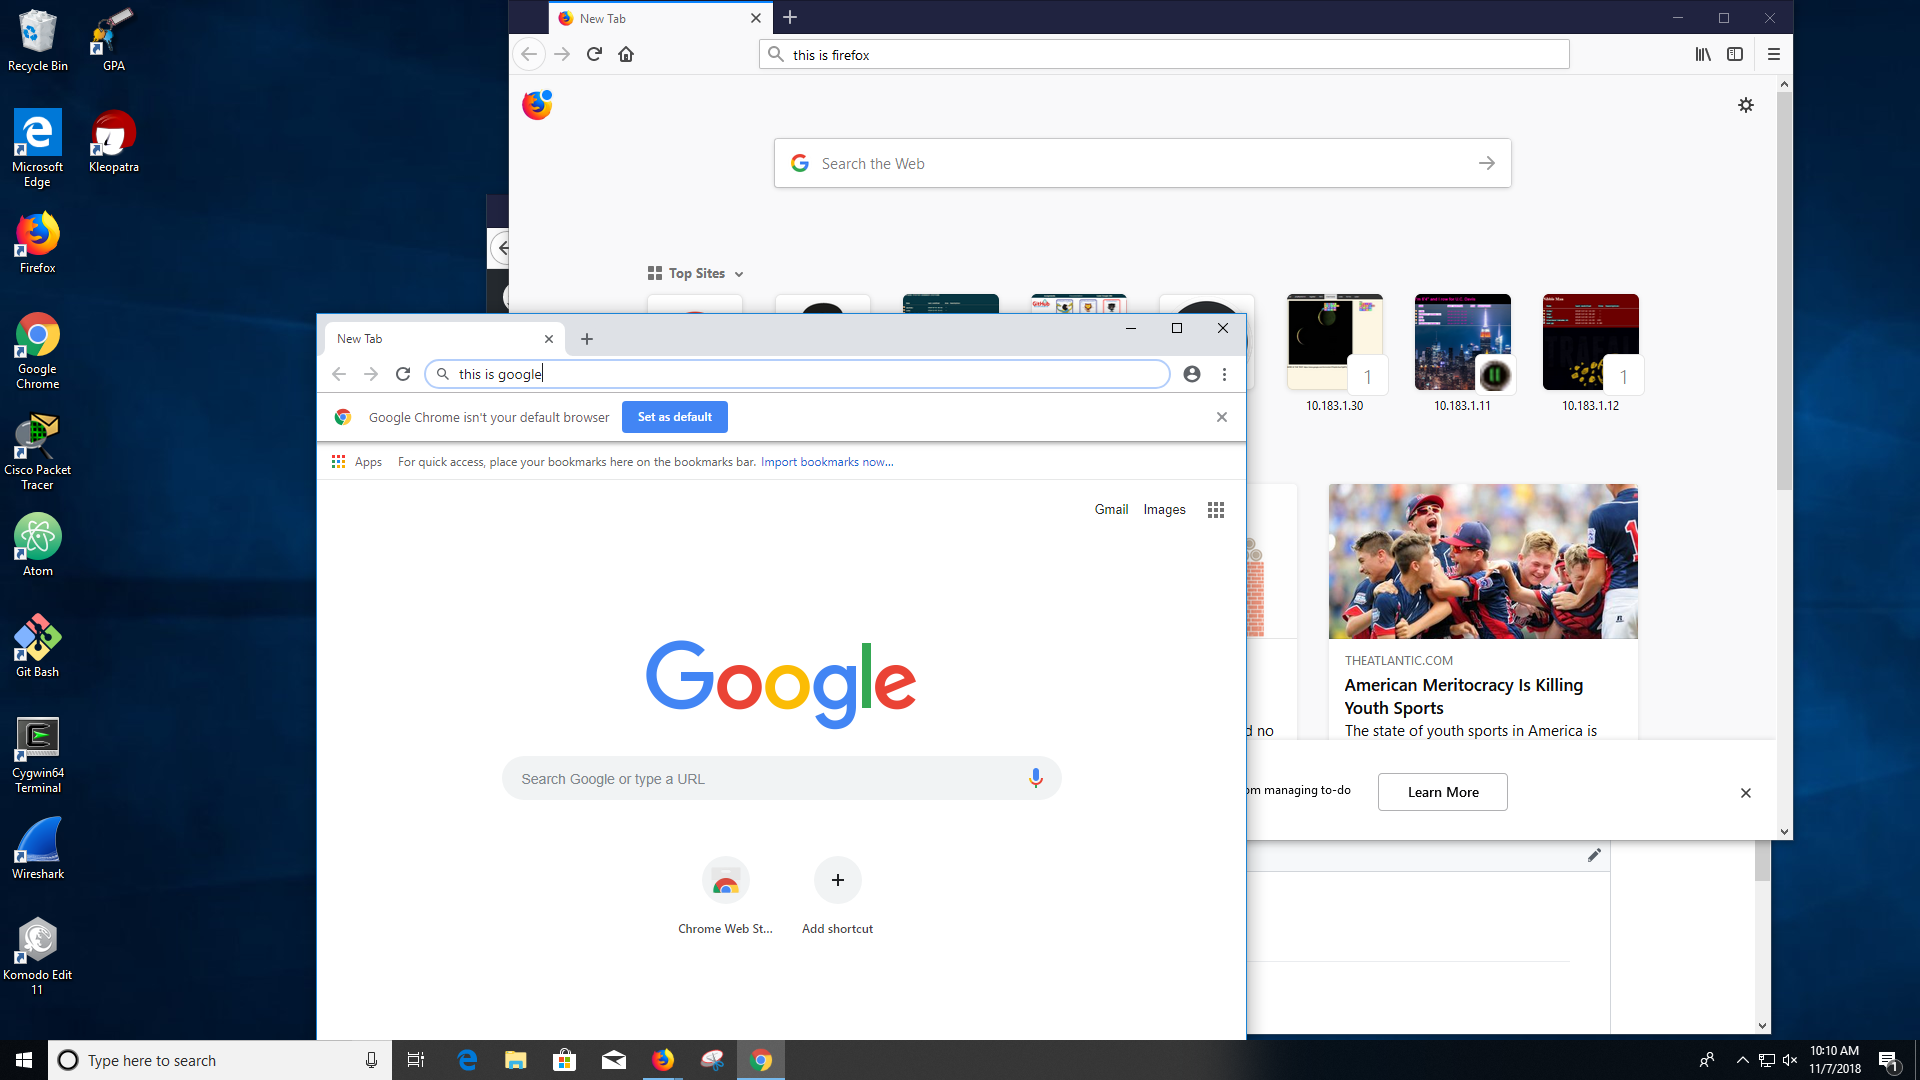 Recycle Bin
GPA
Microsoft
Edge
Kleopatra
Firefox
Google
Chrome
Cisco Packet
Tracer
Atom
Git Bash
Cygwin64
Terminal
Wireshark
Komodo Edit
11
New Tab
this is firefox
Search the Web
Top Sites
1
10.183.1.30
10.183.1.11
1
10.183.1.12
THEATLANTIC.COM
American Meritocracy Is Killing
Youth Sports
d no
The state of youth sports in America is
om managing to-do
Learn More
New Tab
this is google
Google Chrome isn't your default browser
Set as default
Apps
For quick access, place your bookmarks here on the bookmarks bar. Import bookmarks now...
Gmail
Images
Google
Search Google or type a URL
Chrome Web St...
Add shortcut
Type here to search
10:10 AM
11/7/2018
1